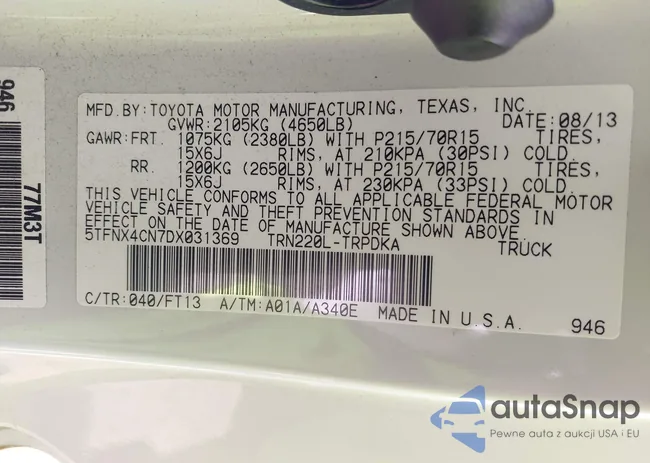 946
77M3T
MFD.BY:TOYOTA MOTOR MANUFACTURING, TEXAS, INC.
GVWR:2105KG (4650LB) DATE:08/13
GAWR:FRT. 1075KG (2380LB) WITH P215/70R15 TIRES,
15X6J RIMS, AT 210KPA (30PSI) COLD.
RR. 1200KG (2650LB) WITH P215/70R15 TIRES,
15X6J RIMS, AT 230KPA (33PSI) COLD.
THIS VEHICLE CONFORMS TO ALL APPLICABLE FEDERAL MOTOR
VEHICLE SAFETY AND THEFT PREVENTION STANDARDS IN
EFFECT ON THE DATE OF MANUFACTURE SHOWN ABOVE.
5TFNX4CN7DX031369 TRN220L-TRPDKA TRUCK
C/TR:040/FT13 A/TM:A01A/A340E MADE IN U.S.A. 946
autaSnap
Pewne auta z aukcji USA i EU